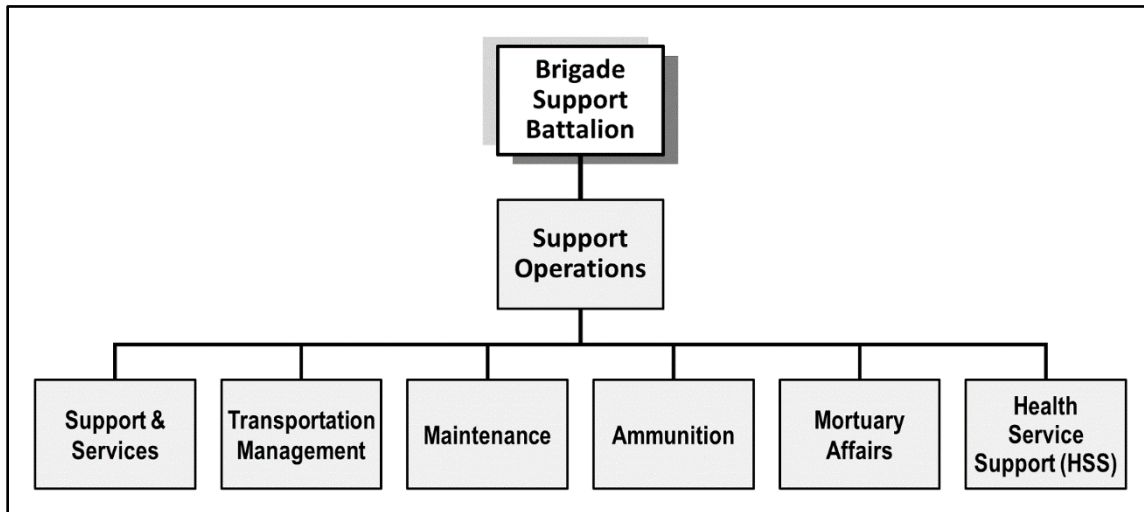 Brigade
Support
Battalion
Support
Operations
Support &
Services
Transportation
Management
Maintenance
Ammunition
Mortuary
Affairs
Health
Service
Support (HSS)